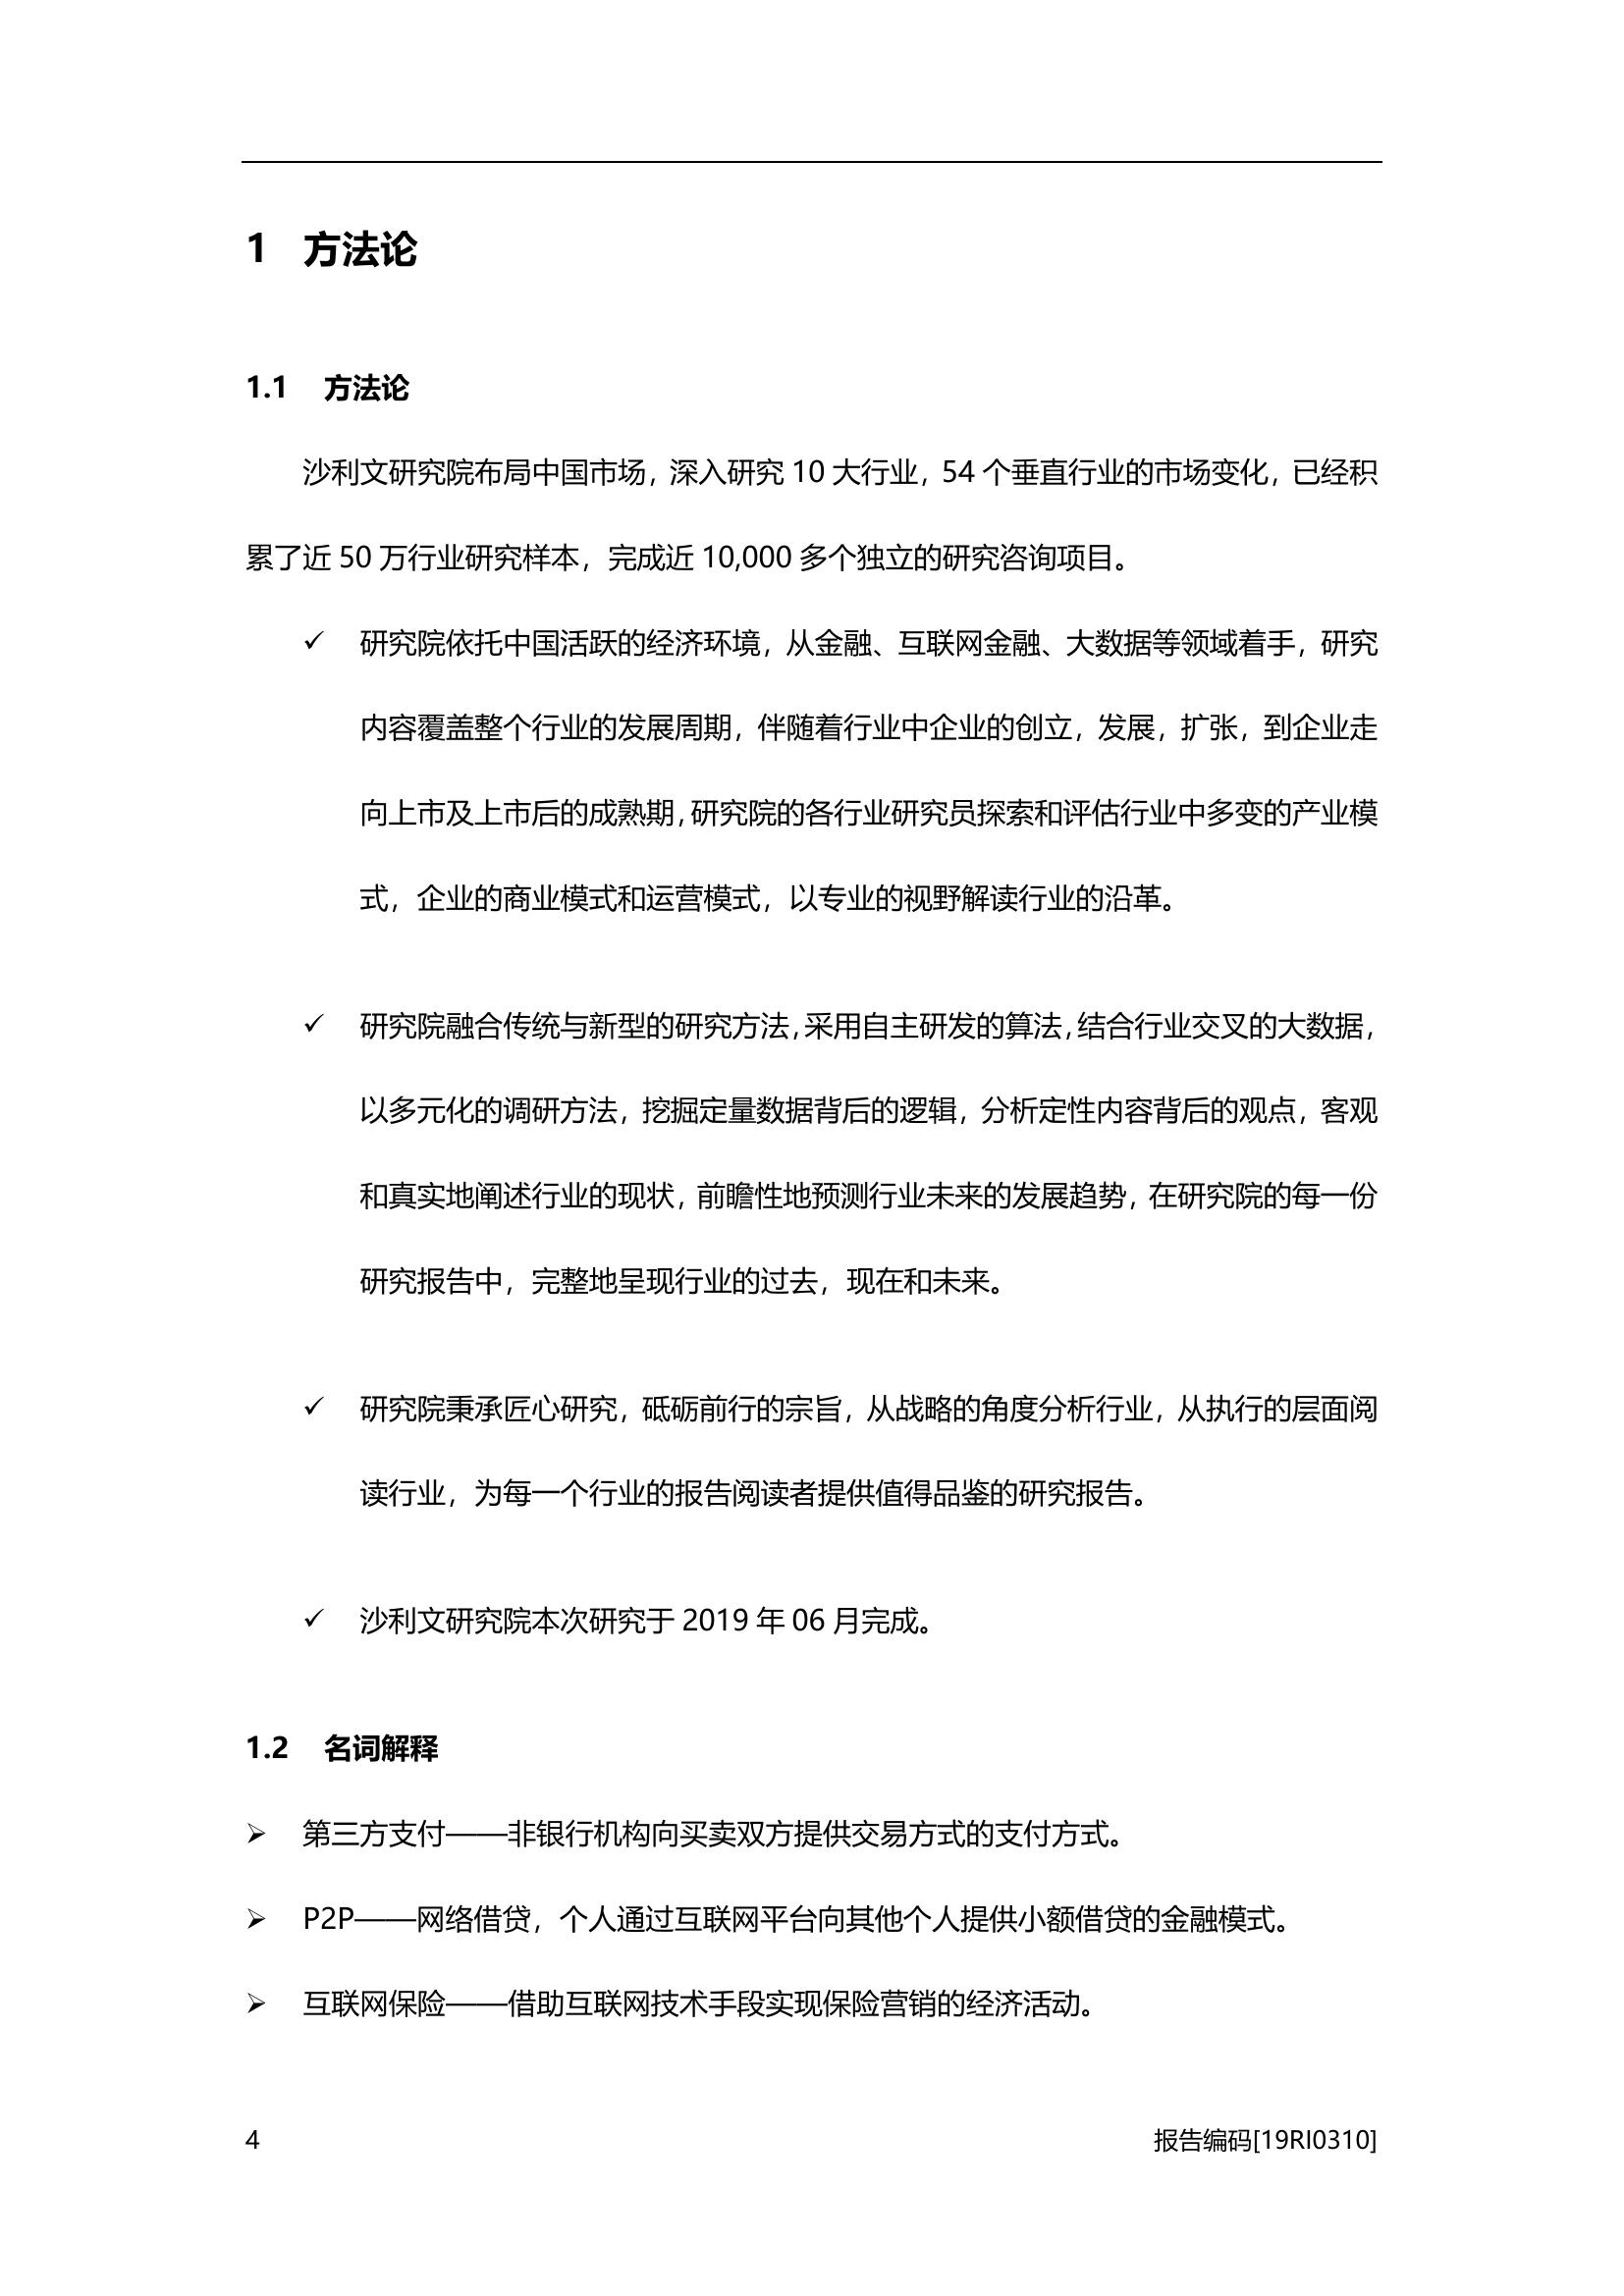 1 方法论
1.1 方法论
沙利文研究院布局中国市场，深入研究 10 大行业，54 个垂直行业的市场变化，已经积
累了近 50 万行业研究样本，完成近 10,000 多个独立的研究咨询项目。
✓ 研究院依托中国活跃的经济环境，从金融、互联网金融、大数据等领域着手，研究
内容覆盖整个行业的发展周期，伴随着行业中企业的创立，发展，扩张，到企业走
向上市及上市后的成熟期，研究院的各行业研究员探索和评估行业中多变的产业模
式，企业的商业模式和运营模式，以专业的视野解读行业的沿革。
✓ 研究院融合传统与新型的研究方法，采用自主研发的算法，结合行业交叉的大数据，
以多元化的调研方法，挖掘定量数据背后的逻辑，分析定性内容背后的观点，客观
和真实地阐述行业的现状，前瞻性地预测行业未来的发展趋势，在研究院的每一份
研究报告中，完整地呈现行业的过去，现在和未来。
✓ 研究院秉承匠心研究，砥砺前行的宗旨，从战略的角度分析行业，从执行的层面阅
读行业，为每一个行业的报告阅读者提供值得品鉴的研究报告。
✓ 沙利文研究院本次研究于 2019 年 06 月完成。
1.2 名词解释
➢ 第三方支付——非银行机构向买卖双方提供交易方式的支付方式。
➢ P2P——网络借贷，个人通过互联网平台向其他个人提供小额借贷的金融模式。
➢ 互联网保险——借助互联网技术手段实现保险营销的经济活动。
4 报告编码[19RI0310]